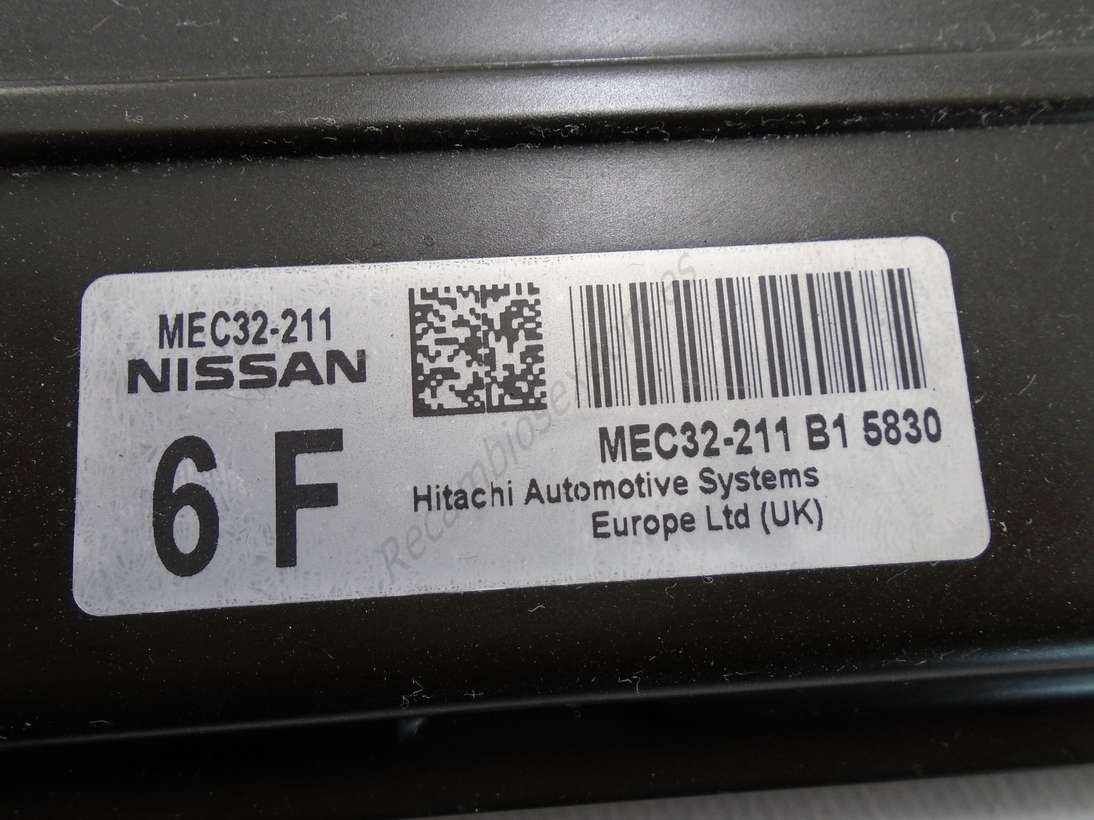 MEC32-211
NISSAN
6 F
MEC32-211 B1 5830
Hitachi Automotive Systems
Europe Ltd (UK)